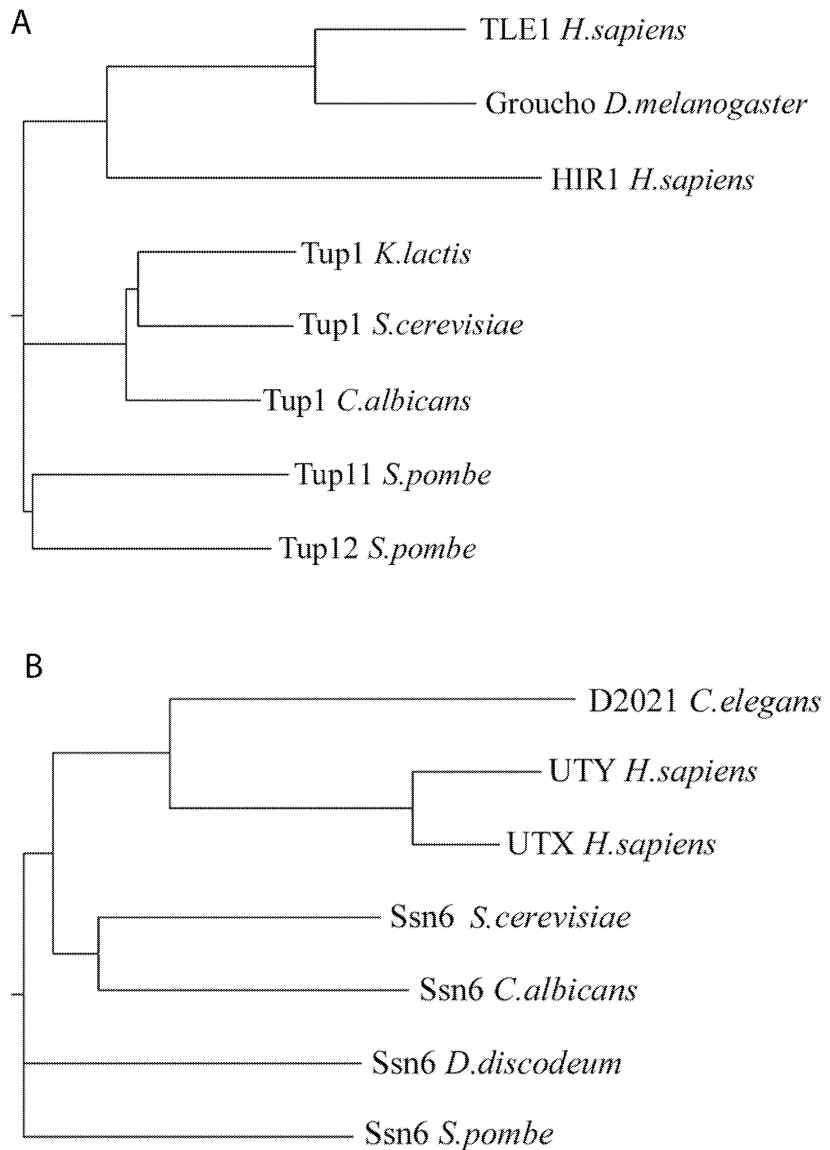 A
TLE1 H.sapiens
Groucho D.melanogaster
HIR1 H.sapiens
Tup1 K.lactis
Tup1 S.cerevisiae
Tup1 C.albicans
Tup11 S.pombe
Tup12 S.pombe
B
D2021 C.elegans
UTY H.sapiens
UTX H.sapiens
Ssn6 S.cerevisiae
Ssn6 C.albicans
Ssn6 D.discodeum
Ssn6 S.pombe